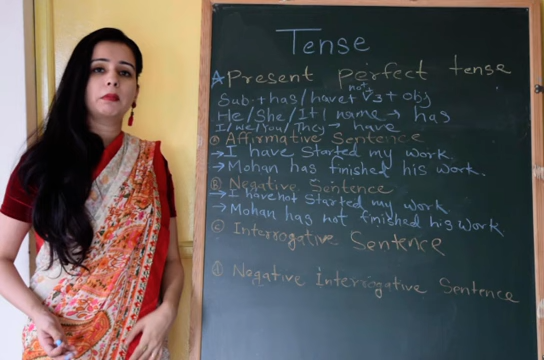 Tense
A Present perfect tense
not
Sub. + has/have + V3 + obj
He/She/It, 1 name → has
I/We/You/They → have
Affirmative Sentence
→ I have started my work
→ Mohan has finished his work.
B Negative Sentence
→ I have not started my work
→ Mohan has not finished his work
C Interrogative Sentence
Negative Interrogative Sentence